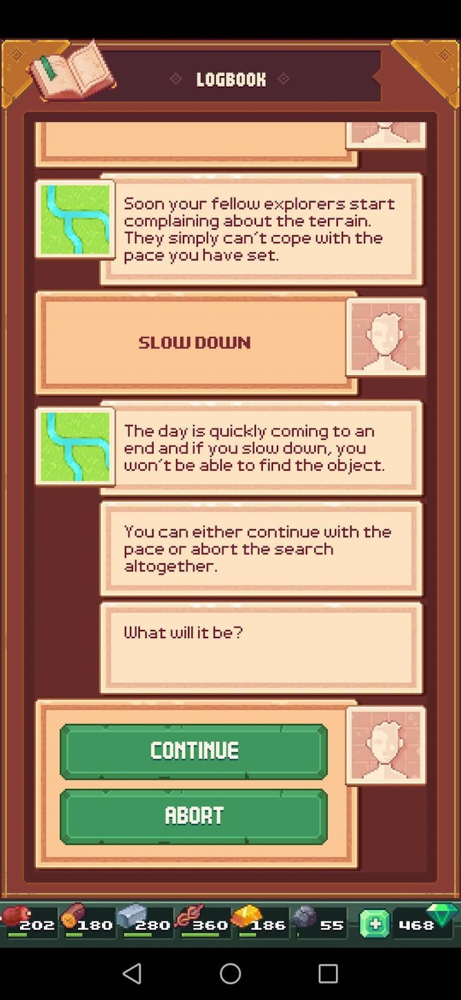 LOGBOOK
Soon your fellow explorers start
complaining about the terrain.
They simply can't cope with the
pace you have set.
SLOW DOWN
The day is quickly coming to an
end and if you slow down, you
won't be able to find the object.
You can either continue with the
pace or abort the search
altogether.
What will it be?
CONTINUE
ABORT
202 180 280 360 186 55 468